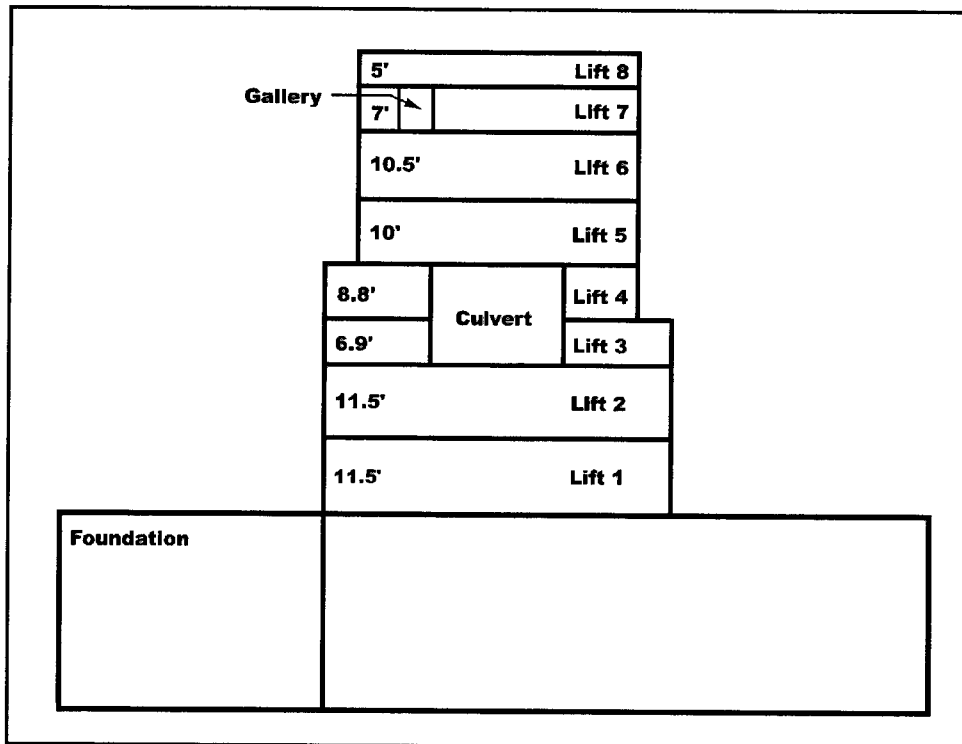 5' Lift 8
Gallery
7' Lift 7
10.5' Lift 6
10' Lift 5
8.8' Lift 4
Culvert
6.9' Lift 3
11.5' Lift 2
11.5' Lift 1
Foundation